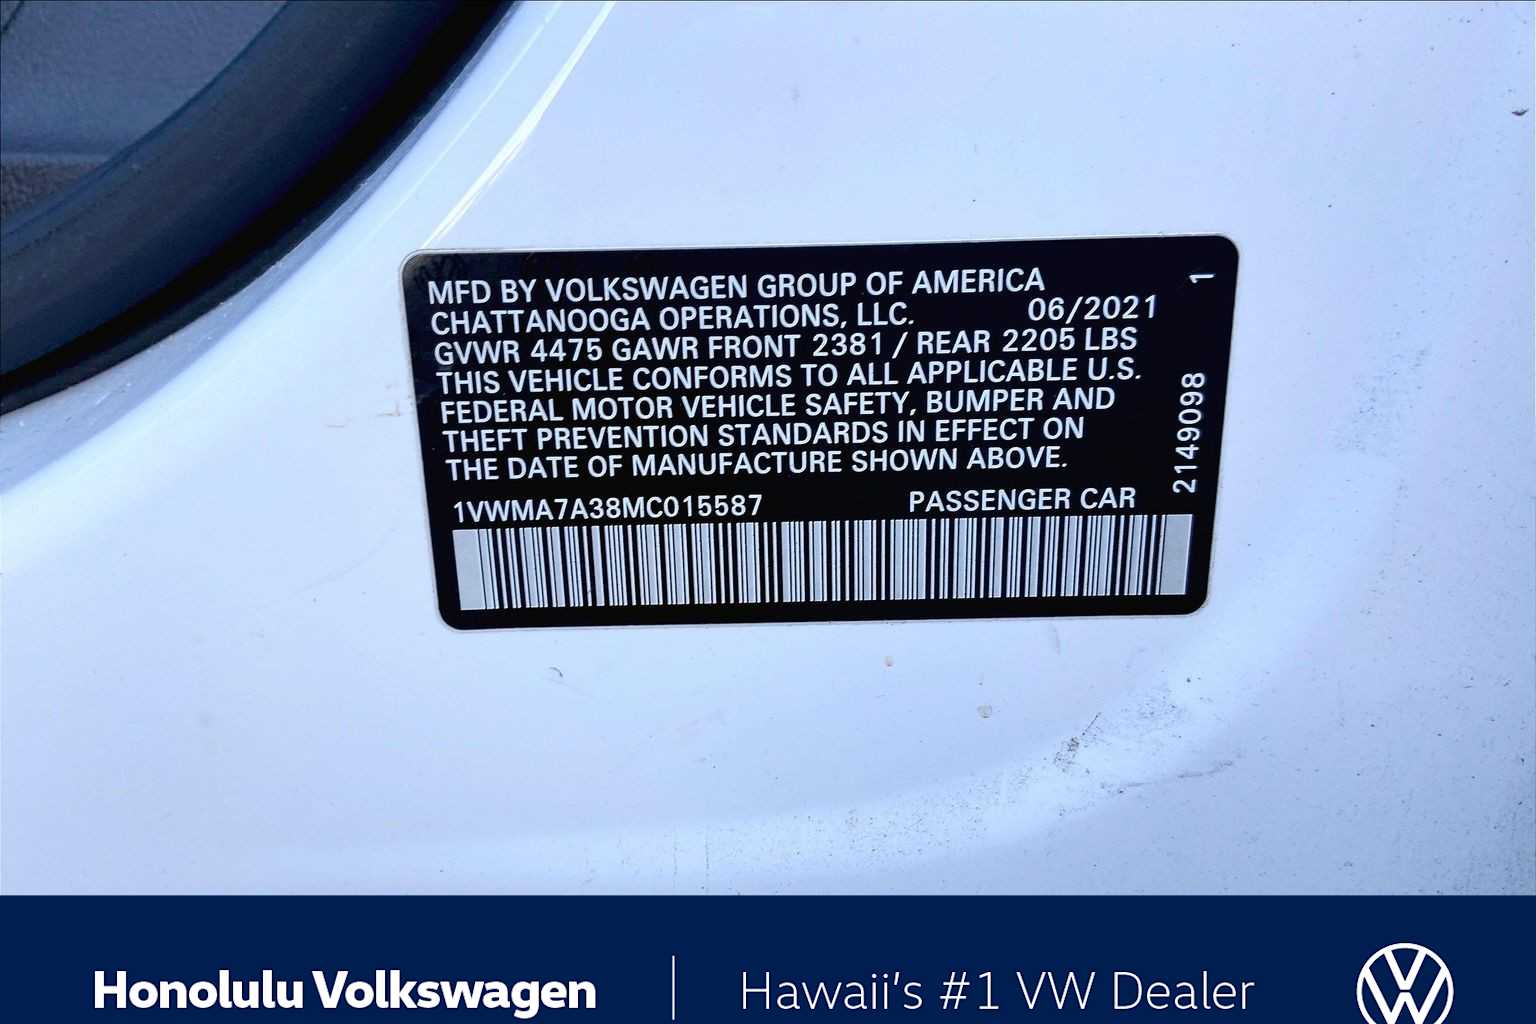 MFD BY VOLKSWAGEN GROUP OF AMERICA
CHATTANOOGA OPERATIONS, LLC. 06/2021
GVWR 4475 GAWR FRONT 2381 / REAR 2205 LBS
THIS VEHICLE CONFORMS TO ALL APPLICABLE U.S.
FEDERAL MOTOR VEHICLE SAFETY, BUMPER AND
THEFT PREVENTION STANDARDS IN EFFECT ON
THE DATE OF MANUFACTURE SHOWN ABOVE.
1VWMA7A38MC015587 PASSENGER CAR
2149098 1
Honolulu Volkswagen | Hawaii's #1 VW Dealer